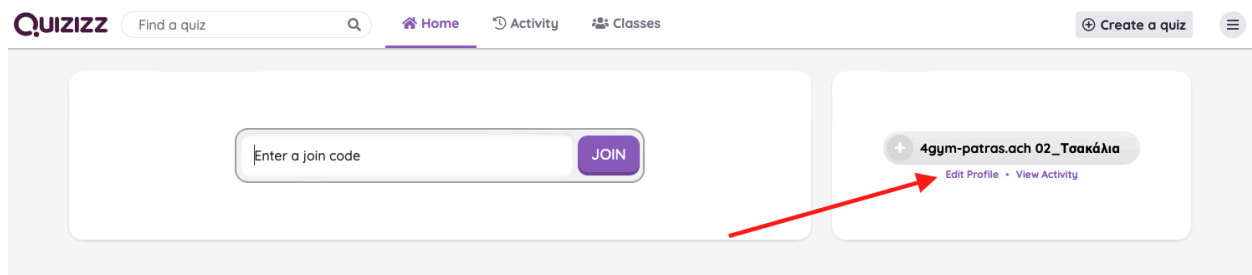 QUIZIZZ Find a quiz Home Activity Classes Create a quiz
Enter a join code JOIN
4gym-patras.ach 02_Τσακάλια
Edit Profile • View Activity